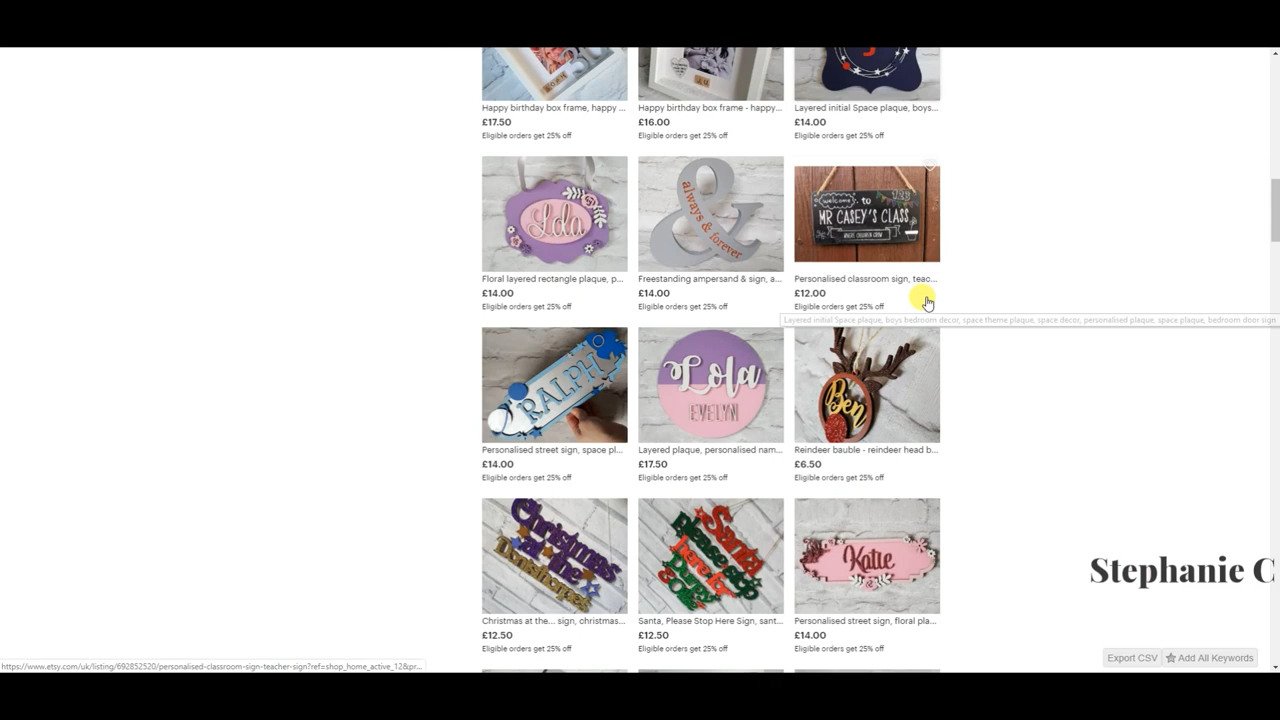 Happy birthday box frame, happy ...
£17.50
Eligible orders get 25% off
Happy birthday box frame - happy...
£16.00
Eligible orders get 25% off
Layered initial Space plaque, boys...
£14.00
Eligible orders get 25% off
Lola
Floral layered rectangle plaque, p...
£14.00
Eligible orders get 25% off
always & forever
Freestanding ampersand & sign, a...
£14.00
Eligible orders get 25% off
welcome to
MR CASEY'S CLASS
Personalised classroom sign, teac...
£12.00
Eligible orders get 25% off
Layered initial Space plaque, boys bedroom decor, space theme plaque, space decor, personalised plaque, space plaque, bedroom door sign
RALPH
Personalised street sign, space pl...
£14.00
Eligible orders get 25% off
Lola
EVELYN
Layered plaque, personalised nam...
£17.50
Eligible orders get 25% off
Ben
Reindeer bauble - reindeer head b...
£6.50
Eligible orders get 25% off
Christmas
at the
Christmas at the... sign, christmas...
£12.50
Eligible orders get 25% off
Santa
Please stop
here for
Santa, Please Stop Here Sign, sant...
£12.50
Eligible orders get 25% off
Katie
Personalised street sign, floral pla...
£14.00
Eligible orders get 25% off
Stephanie C
Export CSV
Add All Keywords
https://www.etsy.com/uk/listing/692852520/personalised-classroom-sign-teacher-sign?ref=shop_home_active_12&pr...